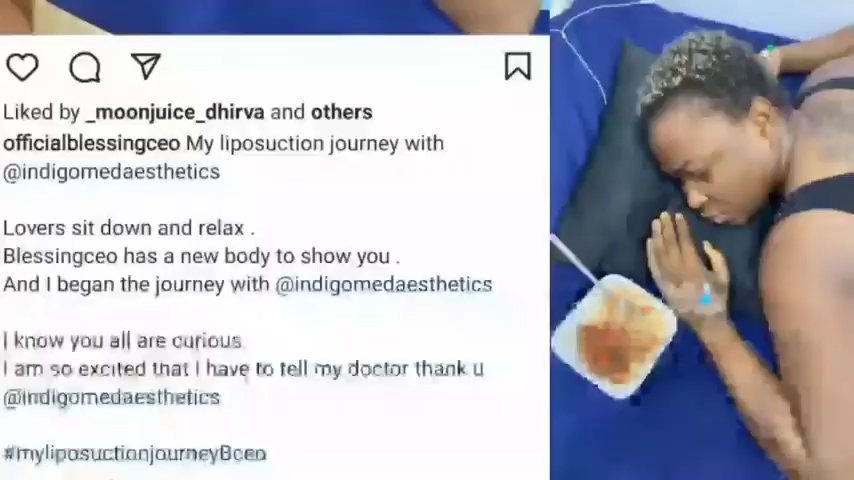 Liked by _moonjuice_dhirva and others
officialblessingceo My liposuction journey with
@indigomedaesthetics
Lovers sit down and relax .
Blessingceo has a new body to show you .
And I began the journey with @indigomedaesthetics
I know you all are curious
I am so excited that I have to tell my doctor thank u
@indigomedaesthetics
#myliposuctionjourneyBceo